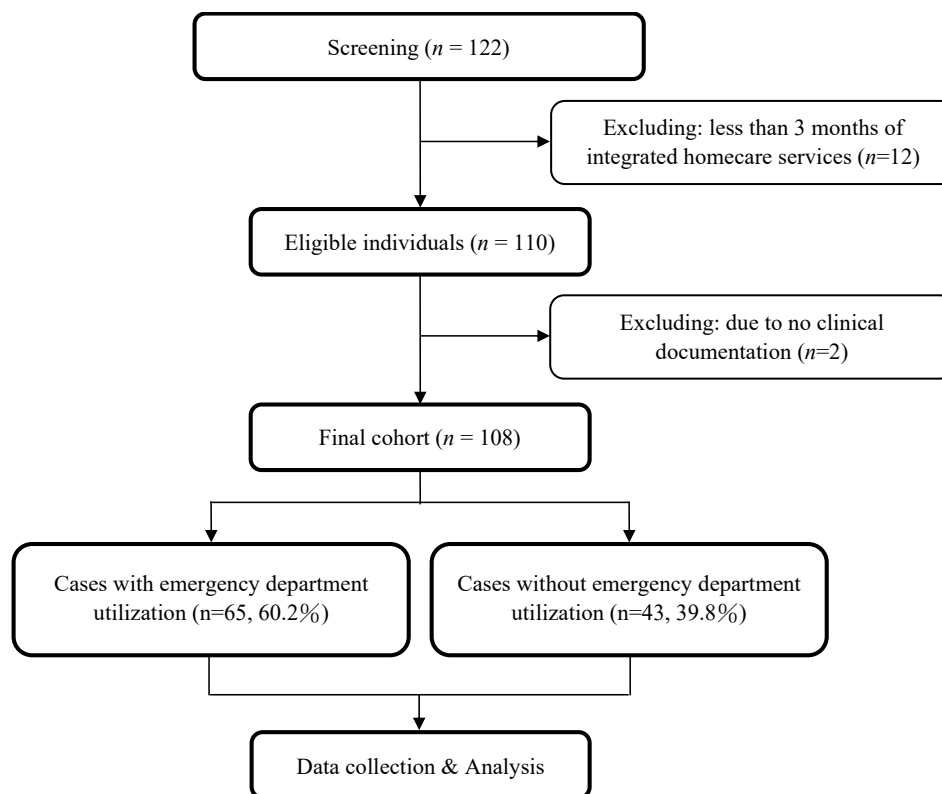 Screening (n = 122)
Excluding: less than 3 months of
integrated homecare services (n=12)
Eligible individuals (n = 110)
Excluding: due to no clinical
documentation (n=2)
Final cohort (n = 108)
Cases with emergency department
utilization (n=65, 60.2%)
Cases without emergency department
utilization (n=43, 39.8%)
Data collection & Analysis